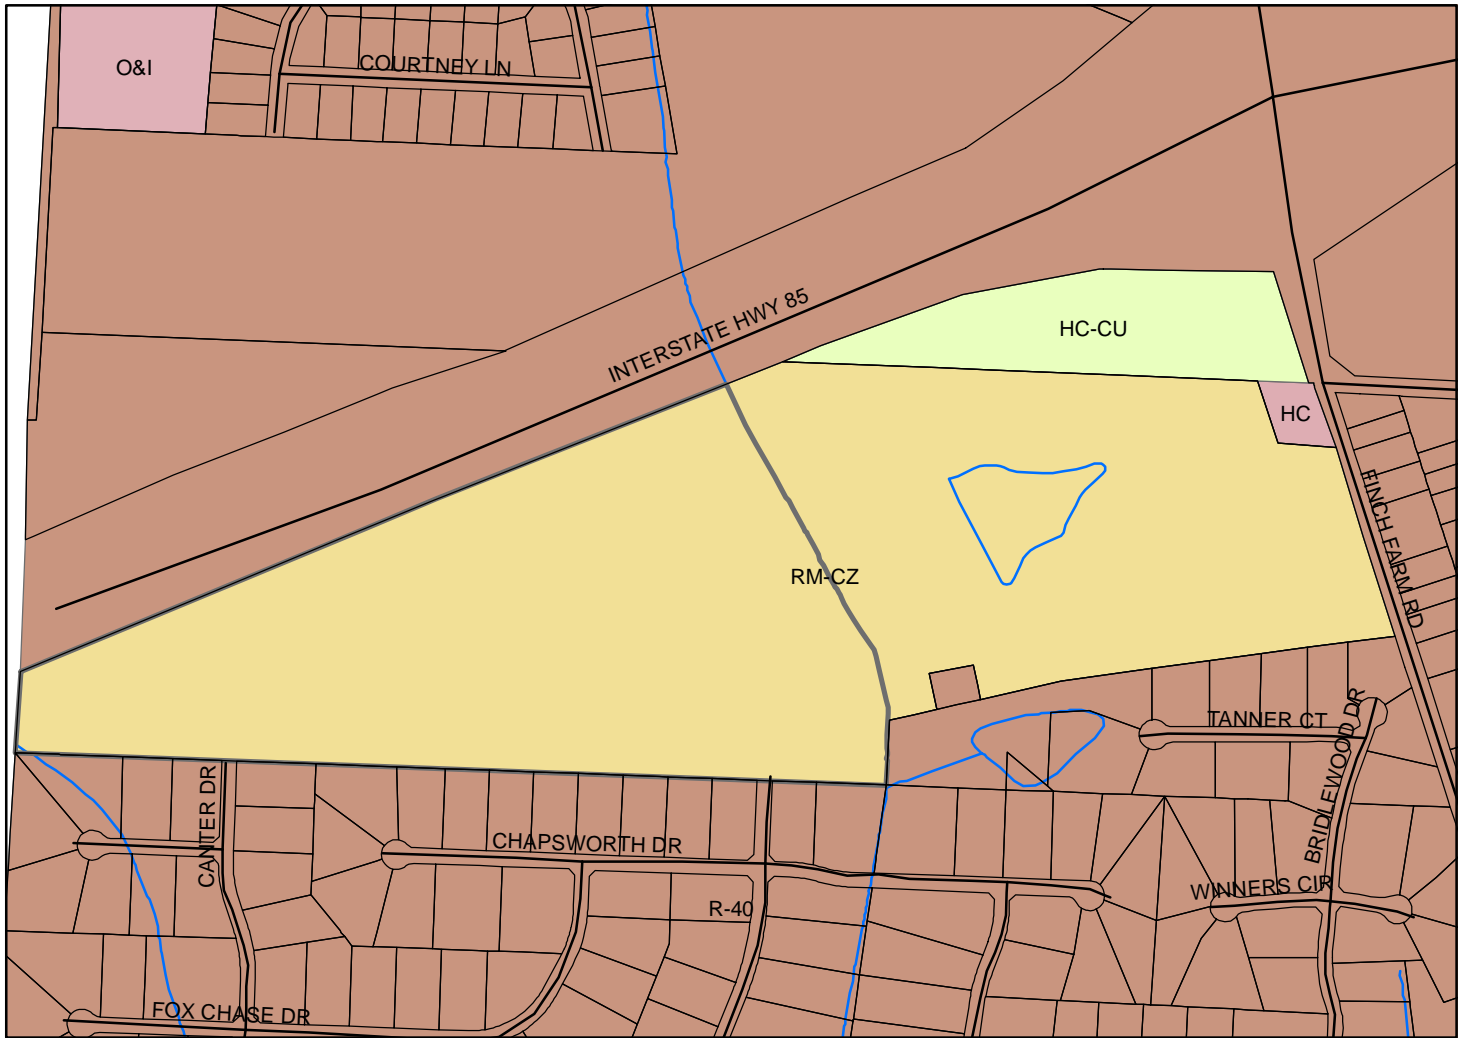 O&I
COURTNEY LN
INTERSTATE HWY 85
HC-CU
HC
FINCH FARM RD
RM-CZ
TANNER CT
BRIDLEWOOD DR
CANTER DR
CHAPSWORTH DR
WINNERS CIR
R-40
FOX CHASE DR